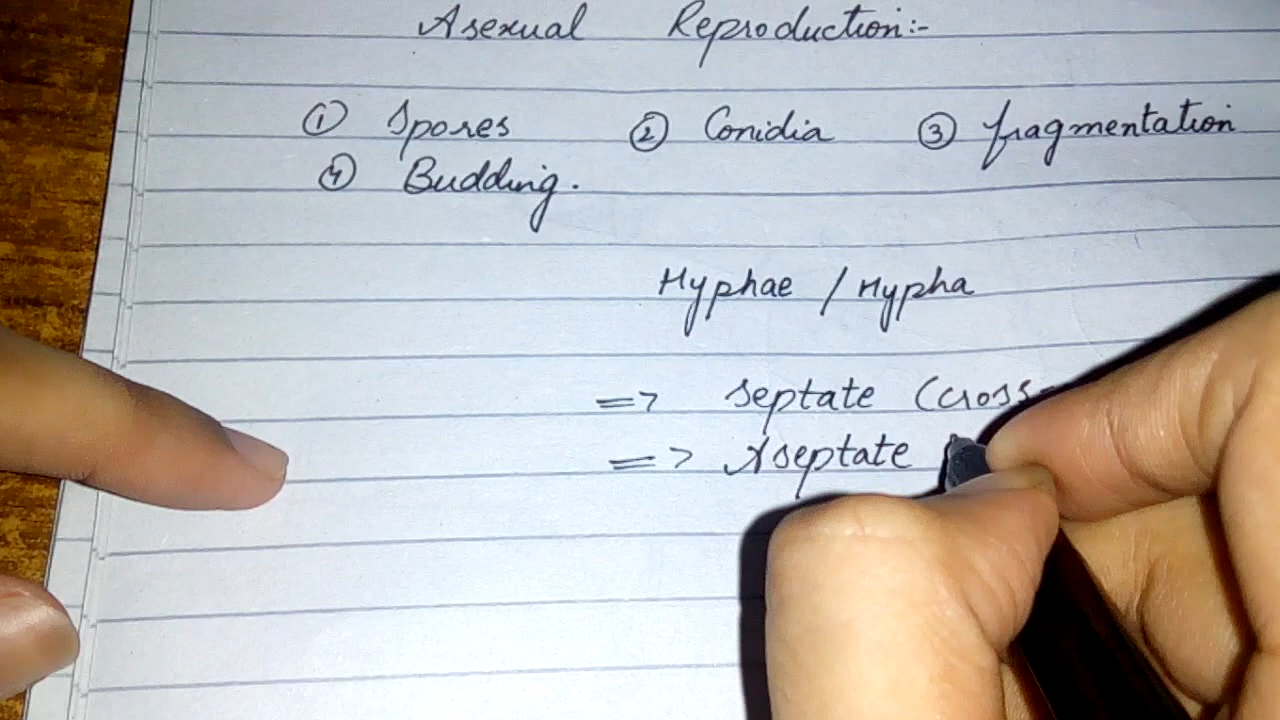 Asexual Reproduction:-
① Spores ② Conidia ③ fragmentation
④ Budding.
Hyphae / Hypha
=> Septate (Cross-
=> Aseptate